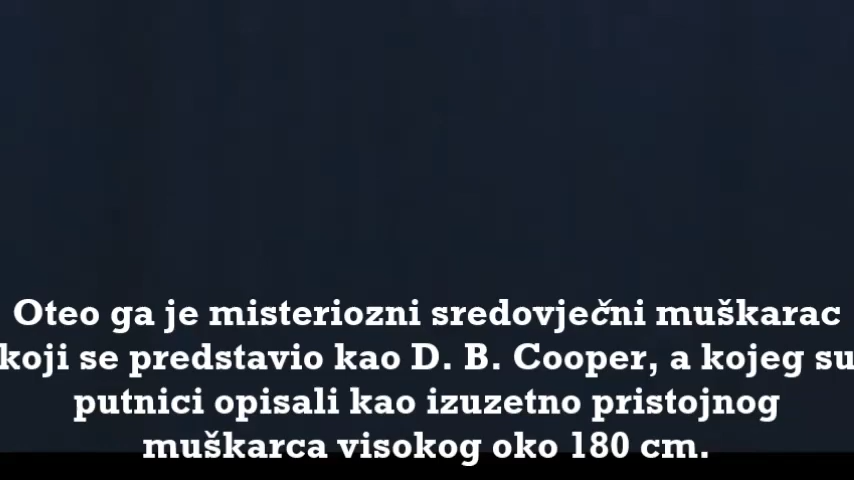 Oteo ga je misteriozni sredovječni muškarac
koji se predstavio kao D. B. Cooper, a kojeg su
putnici opisali kao izuzetno pristojnog
muškarca visokog oko 180 cm.